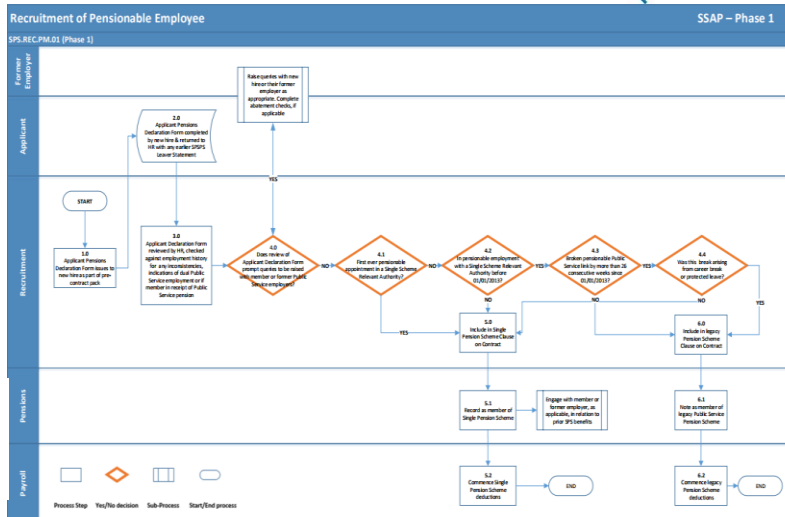 Recruitment of Pensionable Employee
SSAP – Phase 1
SPS.REC.PM.01 (Phase 1)
Former
Employer
Raise queries with new
hire or their former
employer as
appropriate. Complete
abatement checks, if
applicable
Applicant
2.0
Applicant Pensions
Declaration Form completed
by new hire & returned to
HR with any earlier SPSPS
Leaver Statement
YES
Recruitment
START
1.0
Applicant Pensions
Declaration Form issues to
new hire as a part of pre-
contract pack
3.0
Applicant Declaration Form
reviewed by HR, checked
against employment history
for any inconsistencies,
indications of dual Public
Service employment or if
member in receipt of Public
Service pension
4.0
Does review of
Applicant Declaration Form
prompt queries to be raised
with member or former Public
Service employers?
NO
4.1
First ever pensionable
appointment in a Single Scheme
Relevant Authority?
NO
4.2
In pensionable employment
with a Single Scheme Relevant
Authority before
01/01/2013?
YES
4.3
Broken pensionable Public
Service link by more than 26
consecutive weeks since
01/01/2013?
YES
4.4
Was this break arising
from career break
or protected leave?
NO
NO
NO
YES
YES
5.0
Include in Single
Pension Scheme Clause
on Contract
6.0
Include in legacy
Pension Scheme
Clause on Contract
Pensions
5.1
Record as member of
Single Pension Scheme
Engage with member or
former employer, as
applicable, in relation to
prior SPS benefits
6.1
Note as member of
legacy Public Service
Pension Scheme
Payroll
5.2
Commence Single
Pension Scheme
deductions
END
6.2
Commence legacy
Pension Scheme
deductions
END
Process Step
Yes/No decision
Sub-Process
Start/End process